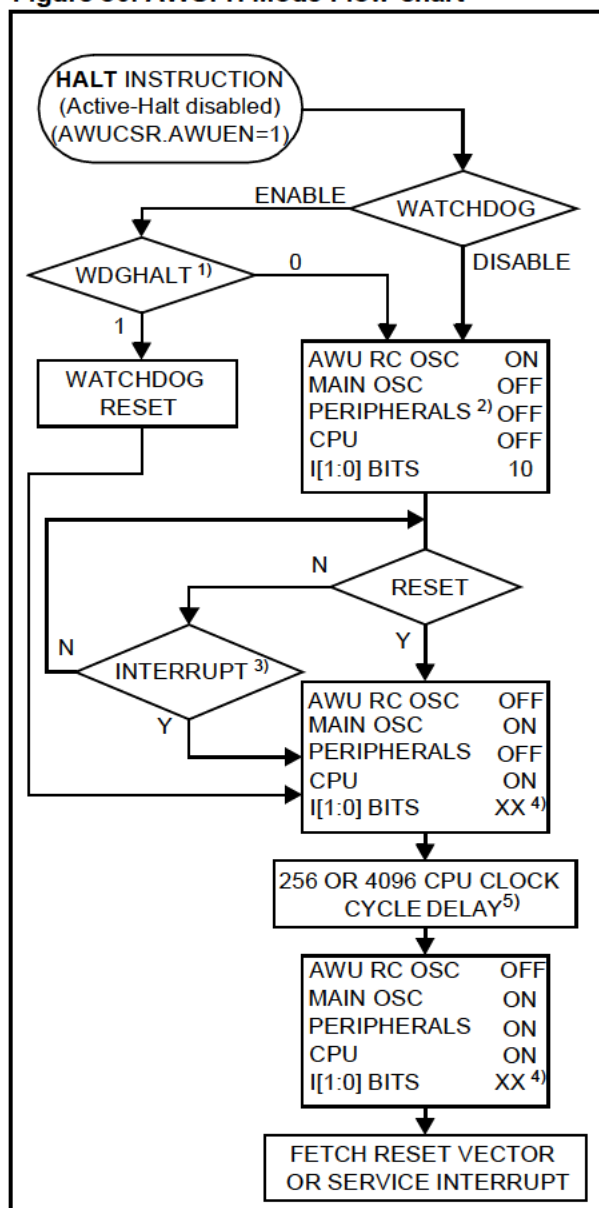 HALT INSTRUCTION
(Active-Halt disabled)
(AWUCSR.AWUEN=1)
ENABLE
WATCHDOG
WDGHALT 1)
0
DISABLE
1
WATCHDOG
RESET
AWU RC OSC ON
MAIN OSC OFF
PERIPHERALS 2) OFF
CPU OFF
I[1:0] BITS 10
N
RESET
Y
N
INTERRUPT 3)
Y
AWU RC OSC OFF
MAIN OSC ON
PERIPHERALS OFF
CPU ON
I[1:0] BITS XX 4)
256 OR 4096 CPU CLOCK
CYCLE DELAY5)
AWU RC OSC OFF
MAIN OSC ON
PERIPHERALS ON
CPU ON
I[1:0] BITS XX 4)
FETCH RESET VECTOR
OR SERVICE INTERRUPT